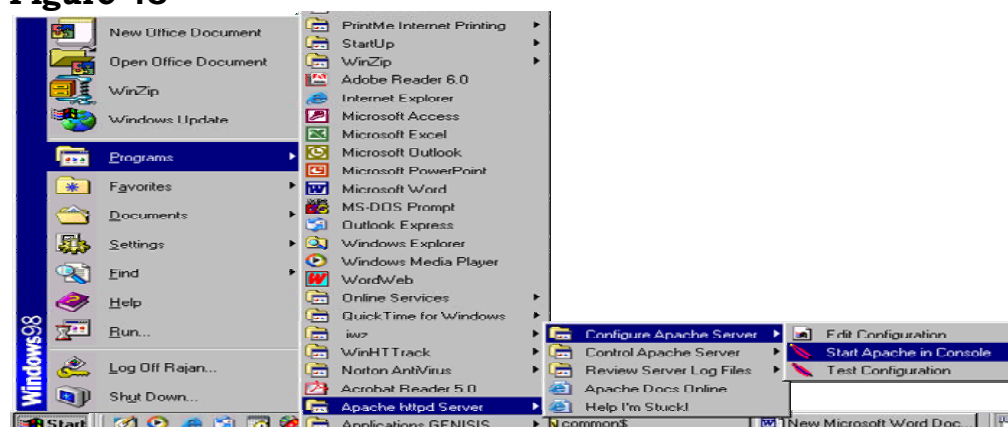 Figure 48
New Office Document
Open Office Document
WinZip
Windows Update
Programs
Favorites
Documents
Settings
Find
Help
Run...
Log Off Rajan...
Shut Down...
Windows98
PrintMe Internet Printing
StartUp
WinZip
Adobe Reader 6.0
Internet Explorer
Microsoft Access
Microsoft Excel
Microsoft Outlook
Microsoft PowerPoint
Microsoft Word
MS-DOS Prompt
Outlook Express
Windows Explorer
Windows Media Player
WordWeb
Online Services
QuickTime for Windows
WinHTTrack
Norton AntiVirus
Acrobat Reader 5.0
Apache httpd Server
Applications GENISIS
Configure Apache Server
Control Apache Server
Review Server Log Files
Apache Docs Online
Help I'm Stuck!
Edit Configuration
Start Apache in Console
Test Configuration
Start
common$
New Microsoft Word Doc...